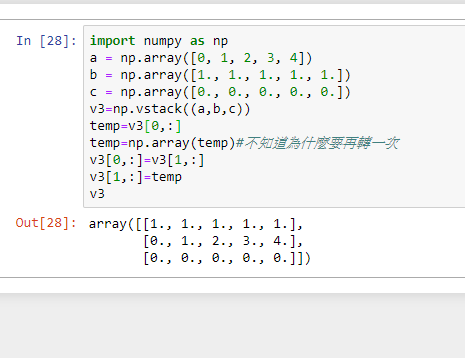 In [28]: import numpy as np
a = np.array([0, 1, 2, 3, 4])
b = np.array([1., 1., 1., 1., 1.])
c = np.array([0., 0., 0., 0., 0.])
v3=np.vstack((a,b,c))
temp=v3[0,:]
temp=np.array(temp)#不知道為什麼要再轉一次
v3[0,:]=v3[1,:]
v3[1,:]=temp
v3
Out[28]: array([[1., 1., 1., 1., 1.],
[0., 1., 2., 3., 4.],
[0., 0., 0., 0., 0.]])